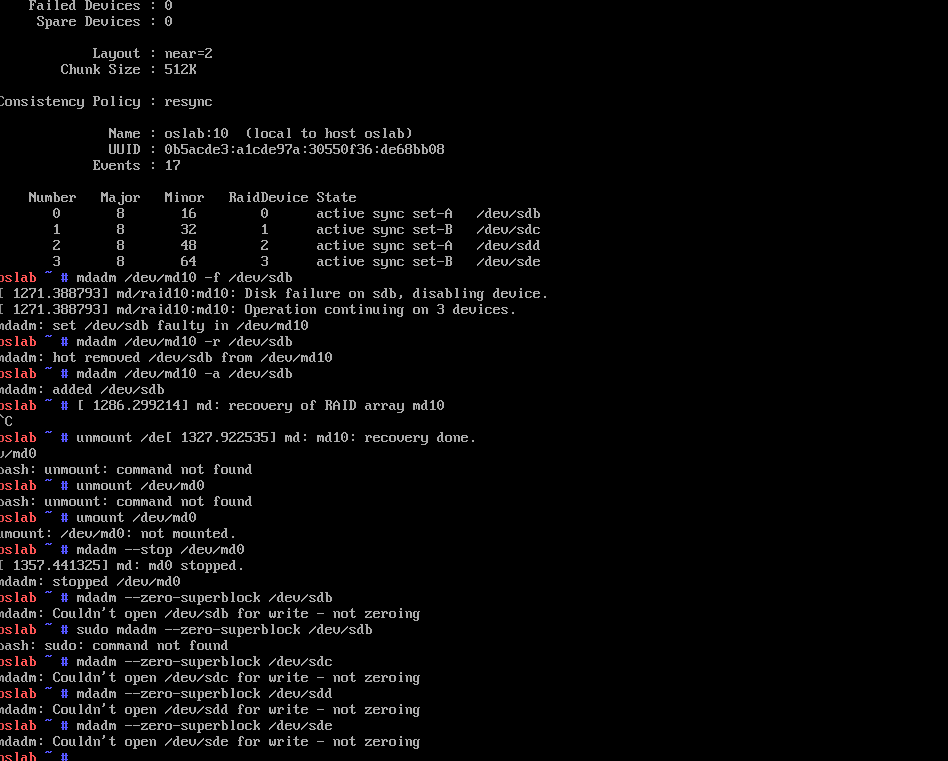 Failed Devices : 0
Spare Devices : 0
Layout : near=2
Chunk Size : 512K
Consistency Policy : resync
Name : oslab:10  (local to host oslab)
UUID : 0b5acde3:a1cde97a:30550f36:de68bb08
Events : 17
Number   Major   Minor   RaidDevice State
0       8       16        0      active sync set-A   /dev/sdb
1       8       32        1      active sync set-B   /dev/sdc
2       8       48        2      active sync set-A   /dev/sdd
3       8       64        3      active sync set-B   /dev/sde
oslab ~ # mdadm /dev/md10 -f /dev/sdb
[ 1271.388793] md/raid10:md10: Disk failure on sdb, disabling device.
[ 1271.388793] md/raid10:md10: Operation continuing on 3 devices.
mdadm: set /dev/sdb faulty in /dev/md10
oslab ~ # mdadm /dev/md10 -r /dev/sdb
mdadm: hot removed /dev/sdb from /dev/md10
oslab ~ # mdadm /dev/md10 -a /dev/sdb
mdadm: added /dev/sdb
oslab ~ # [ 1286.299214] md: recovery of RAID array md10
^C
oslab ~ # unmount /de[ 1327.922535] md: md10: recovery done.
v/md0
bash: unmount: command not found
oslab ~ # unmount /dev/md0
bash: unmount: command not found
oslab ~ # umount /dev/md0
umount: /dev/md0: not mounted.
oslab ~ # mdadm --stop /dev/md0
[ 1357.441325] md: md0 stopped.
mdadm: stopped /dev/md0
oslab ~ # mdadm --zero-superblock /dev/sdb
mdadm: Couldn't open /dev/sdb for write - not zeroing
oslab ~ # sudo mdadm --zero-superblock /dev/sdb
bash: sudo: command not found
oslab ~ # mdadm --zero-superblock /dev/sdc
mdadm: Couldn't open /dev/sdc for write - not zeroing
oslab ~ # mdadm --zero-superblock /dev/sdd
mdadm: Couldn't open /dev/sdd for write - not zeroing
oslab ~ # mdadm --zero-superblock /dev/sde
mdadm: Couldn't open /dev/sde for write - not zeroing
oslab ~ #